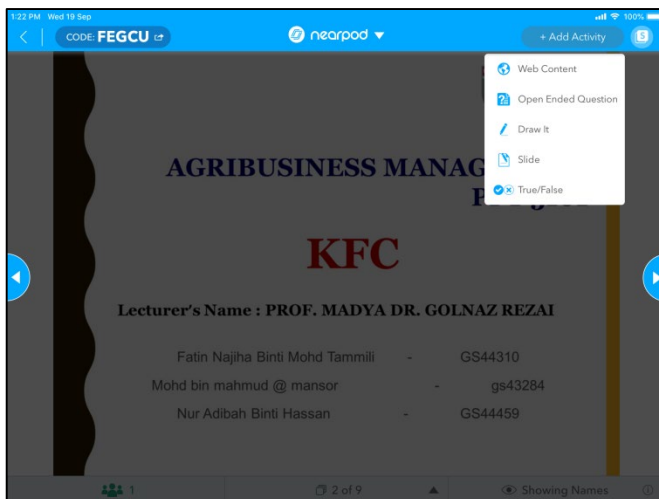 1:22 PM Wed 19 Sep 100%
CODE: FEGCU nearpod + Add Activity S
Web Content
Open Ended Question
Draw It
Slide
True/False
AGRIBUSINESS
KFC
Lecturer's Name : PROF. MADYA DR. GOLNAZ REZAI
Fatin Najiha Binti Mohd Tammili - GS44310
Mohd bin mahmud @ mansor - gs43284
Nur Adibah Binti Hassan - GS44459
1 2 of 9 Showing Names